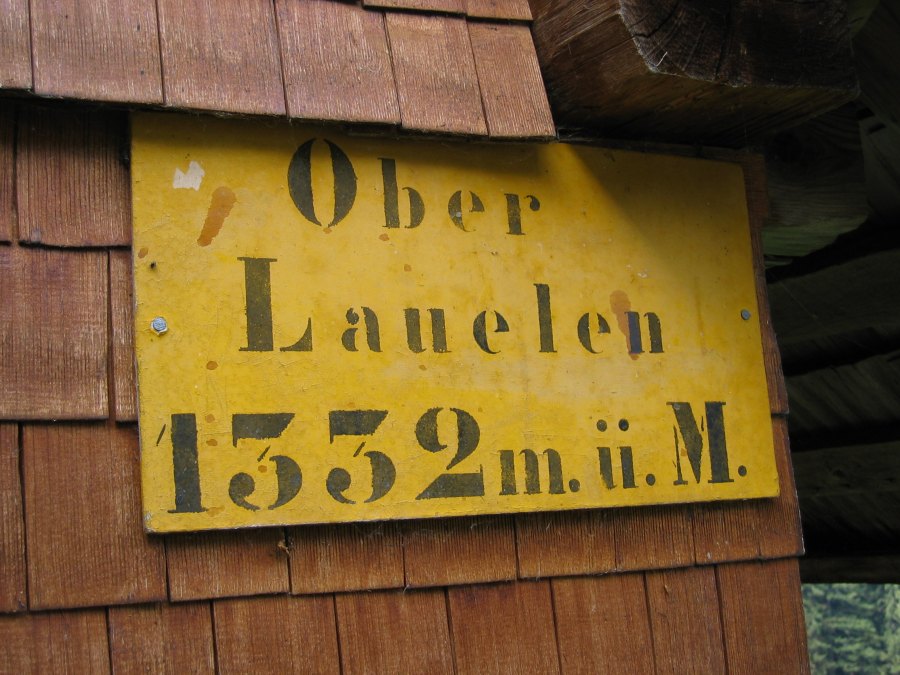 Ober
Lauelen
1332 m. ü. M.